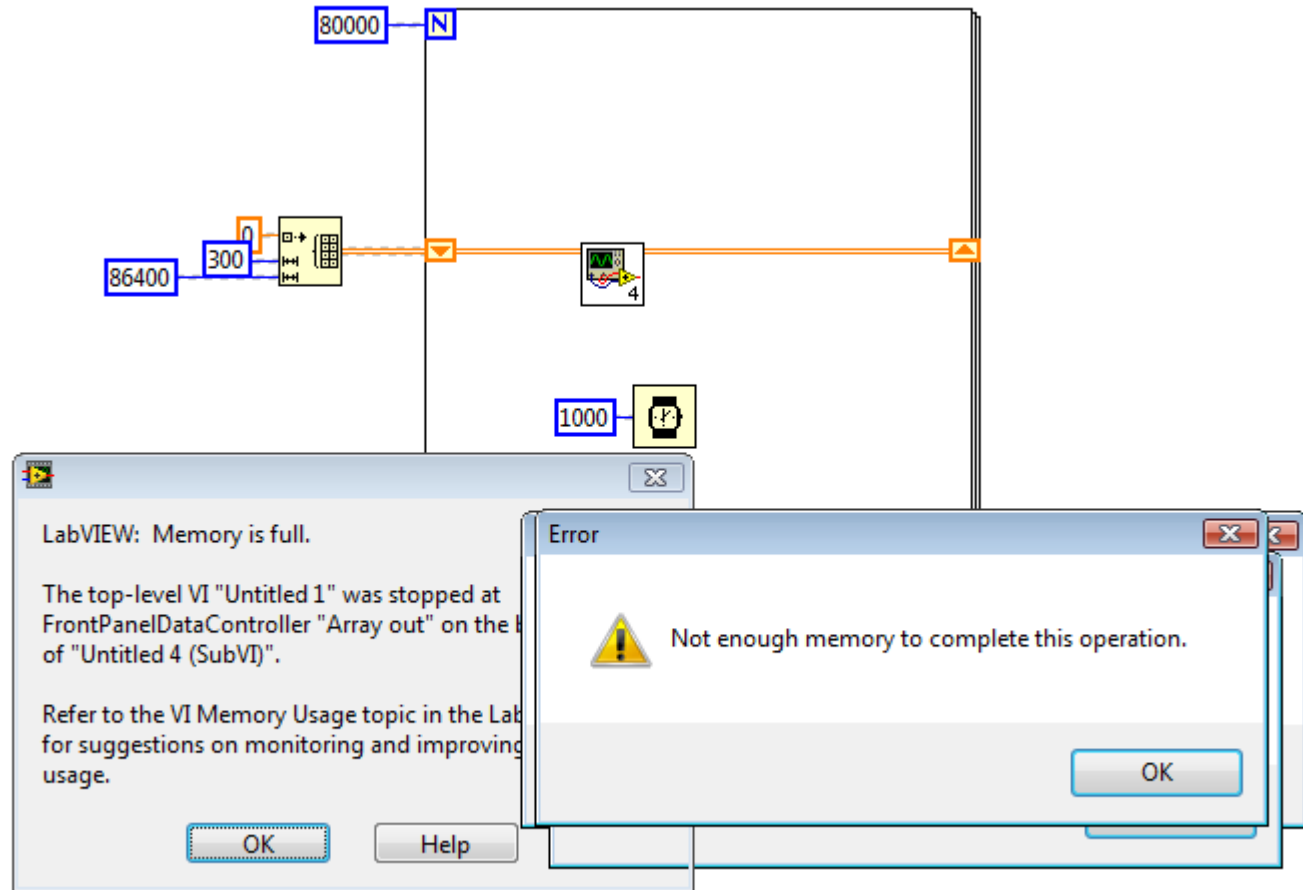 80000
N
0
300
86400
4
1000
LabVIEW: Memory is full.
The top-level VI "Untitled 1" was stopped at
FrontPanelDataController "Array out" on the
of "Untitled 4 (SubVI)".
Refer to the VI Memory Usage topic in the
for suggestions on monitoring and improving
usage.
OK
Help
Error
Not enough memory to complete this operation.
OK